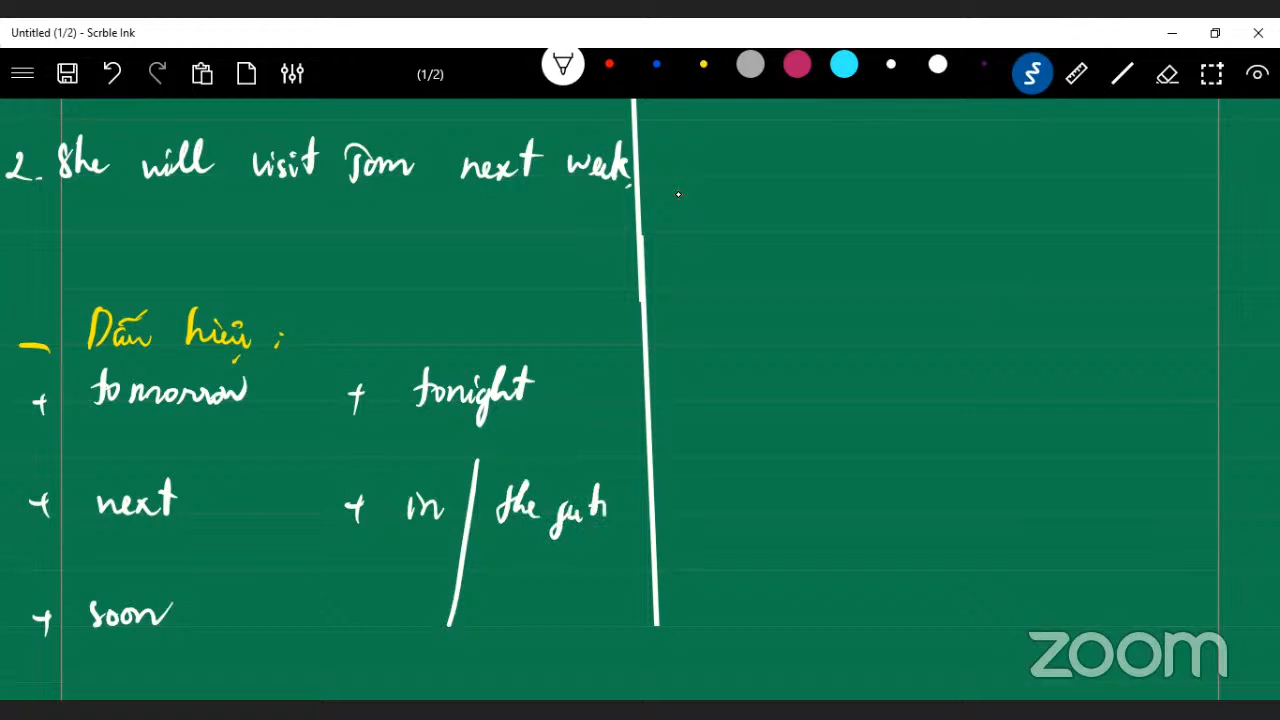 Untitled (1/2) - Scrble Ink
(1/2)
2. She will visit Tom next week.
- Dấu hiệu :
+ tomorrow + tonight
+ next + in / the futu
+ soon
zoom